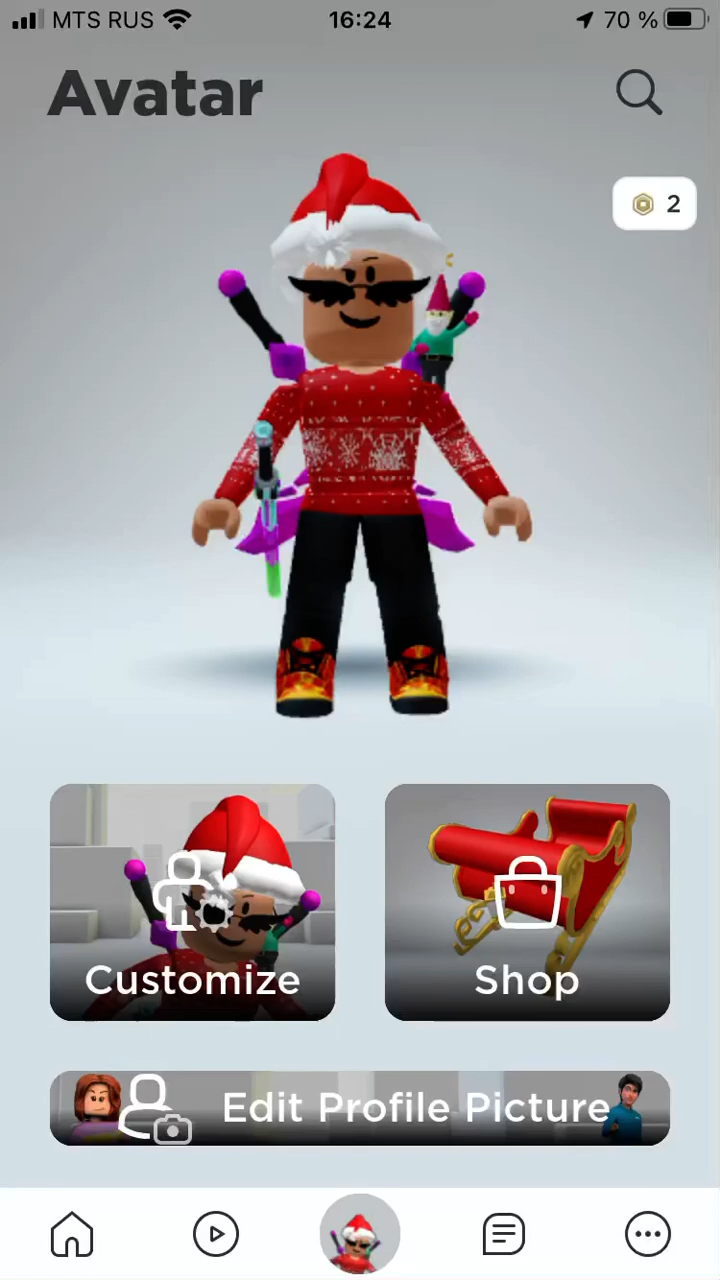 MTS RUS 16:24 70 %
Avatar
2
Customize
Shop
Edit Profile Picture